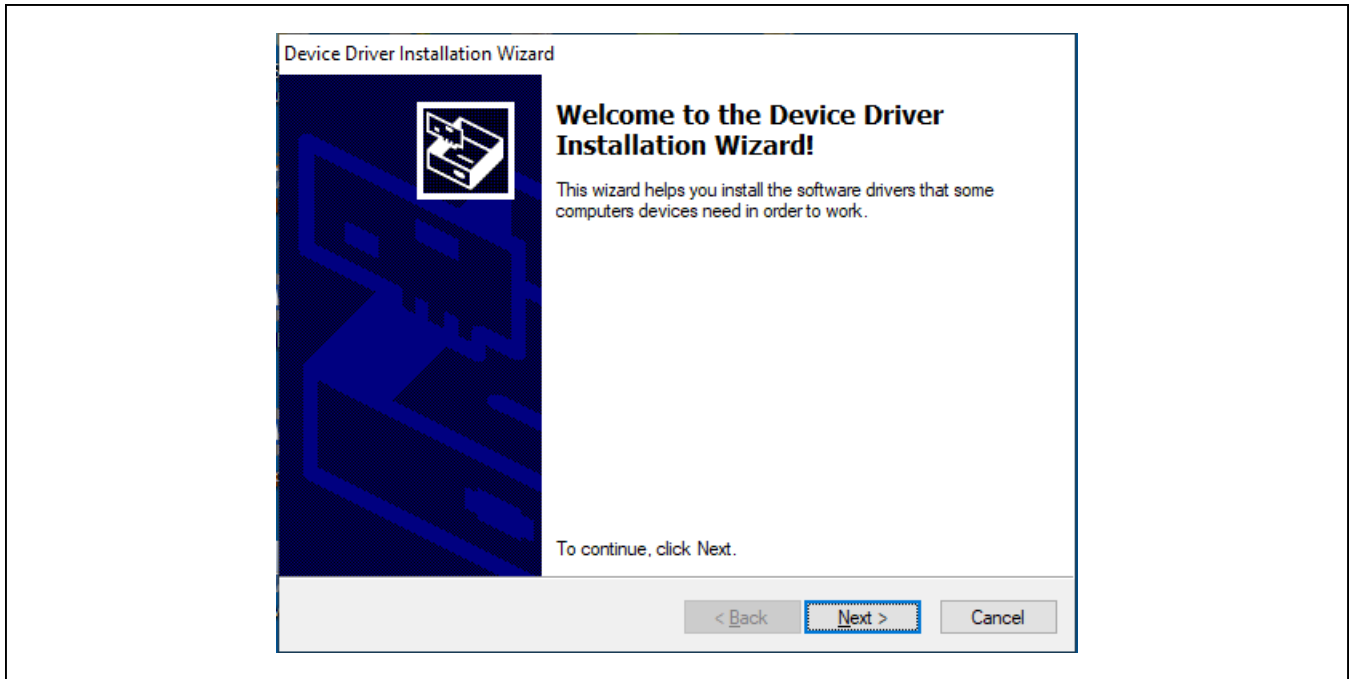 Device Driver Installation Wizard
Welcome to the Device Driver
Installation Wizard!
This wizard helps you install the software drivers that some
computers devices need in order to work.
To continue, click Next.
< Back
Next >
Cancel